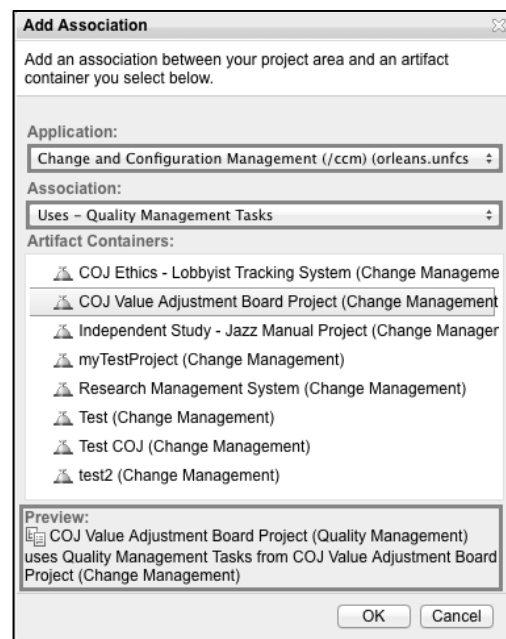 Add Association
Add an association between your project area and an artifact
container you select below.
Application:
Change and Configuration Management (/ccm) (orleans.unfcs
Association:
Uses – Quality Management Tasks
Artifact Containers:
COJ Ethics - Lobbyist Tracking System (Change Manageme
COJ Value Adjustment Board Project (Change Management
Independent Study - Jazz Manual Project (Change Manager
myTestProject (Change Management)
Research Management System (Change Management)
Test (Change Management)
Test COJ (Change Management)
test2 (Change Management)
Preview:
COJ Value Adjustment Board Project (Quality Management)
uses Quality Management Tasks from COJ Value Adjustment Board
Project (Change Management)
OK Cancel